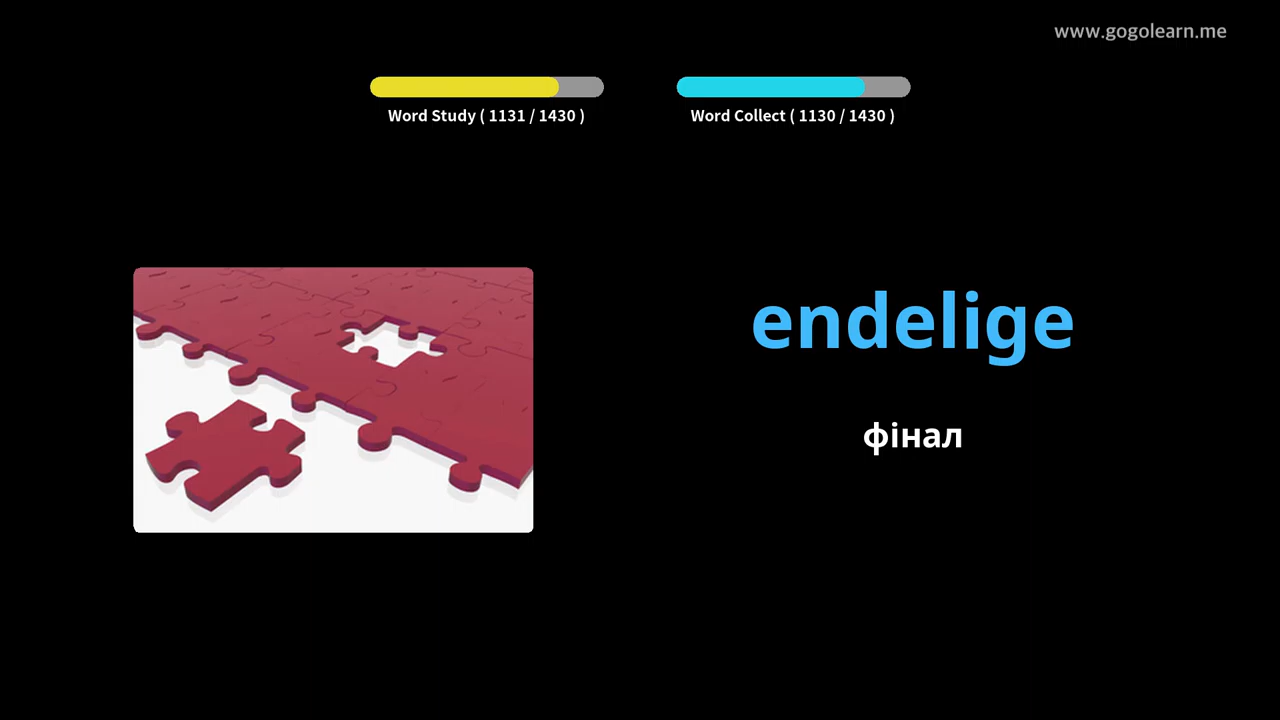 www.gogolearn.me
Word Study ( 1131 / 1430 )
Word Collect ( 1130 / 1430 )
endelige
фінал